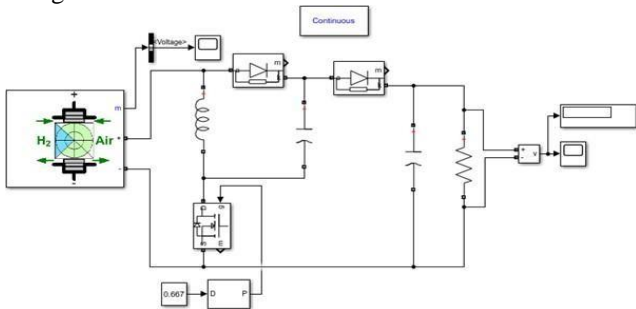 Continuous
<Voltage>
m
m
m
+
m
H₂ Air
+
-
-
g
D
S
m
+
-
v
0.667
D P